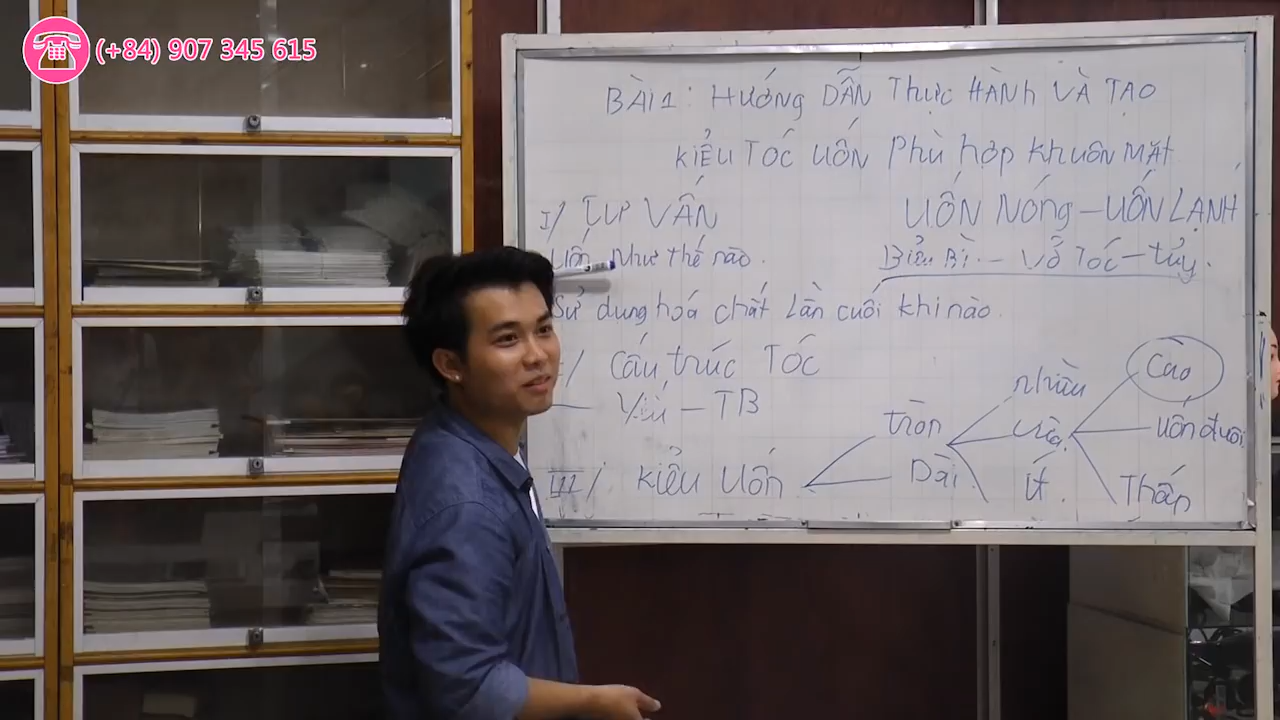 (+84) 907 345 615
BÀI 1: HƯớng DẪN Thực HÀNh VÀ TẠO
kiỂU TÓC UỐN Phù hợp khuôn MẶT
I/ TƯ VẤN
UỐN NóNg – UỐN LẠNH
Uốn Như thế nào.
Biểu Bì – Vỏ Tóc – tủy.
Sử dụng hoá chất Lần cuối khi nào.
/ Cấu trúc TÓC
— Yếu – TB
III/ kiểu Uốn
tròn
Dài
nhiều
vừa
ít.
Cao
uốn đuôi
Thấp